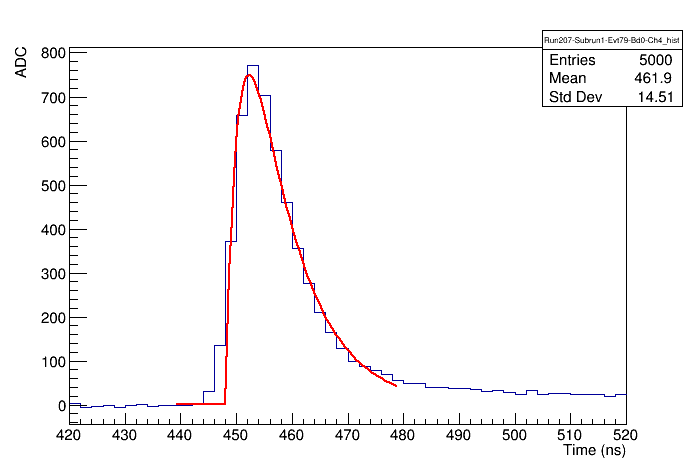 Run207-Subrun1-Evt79-Bd0-Ch4_hist
Entries 5000
Mean 461.9
Std Dev 14.51
ADC
800
700
600
500
400
300
200
100
0
420 430 440 450 460 470 480 490 500 510 520
Time (ns)